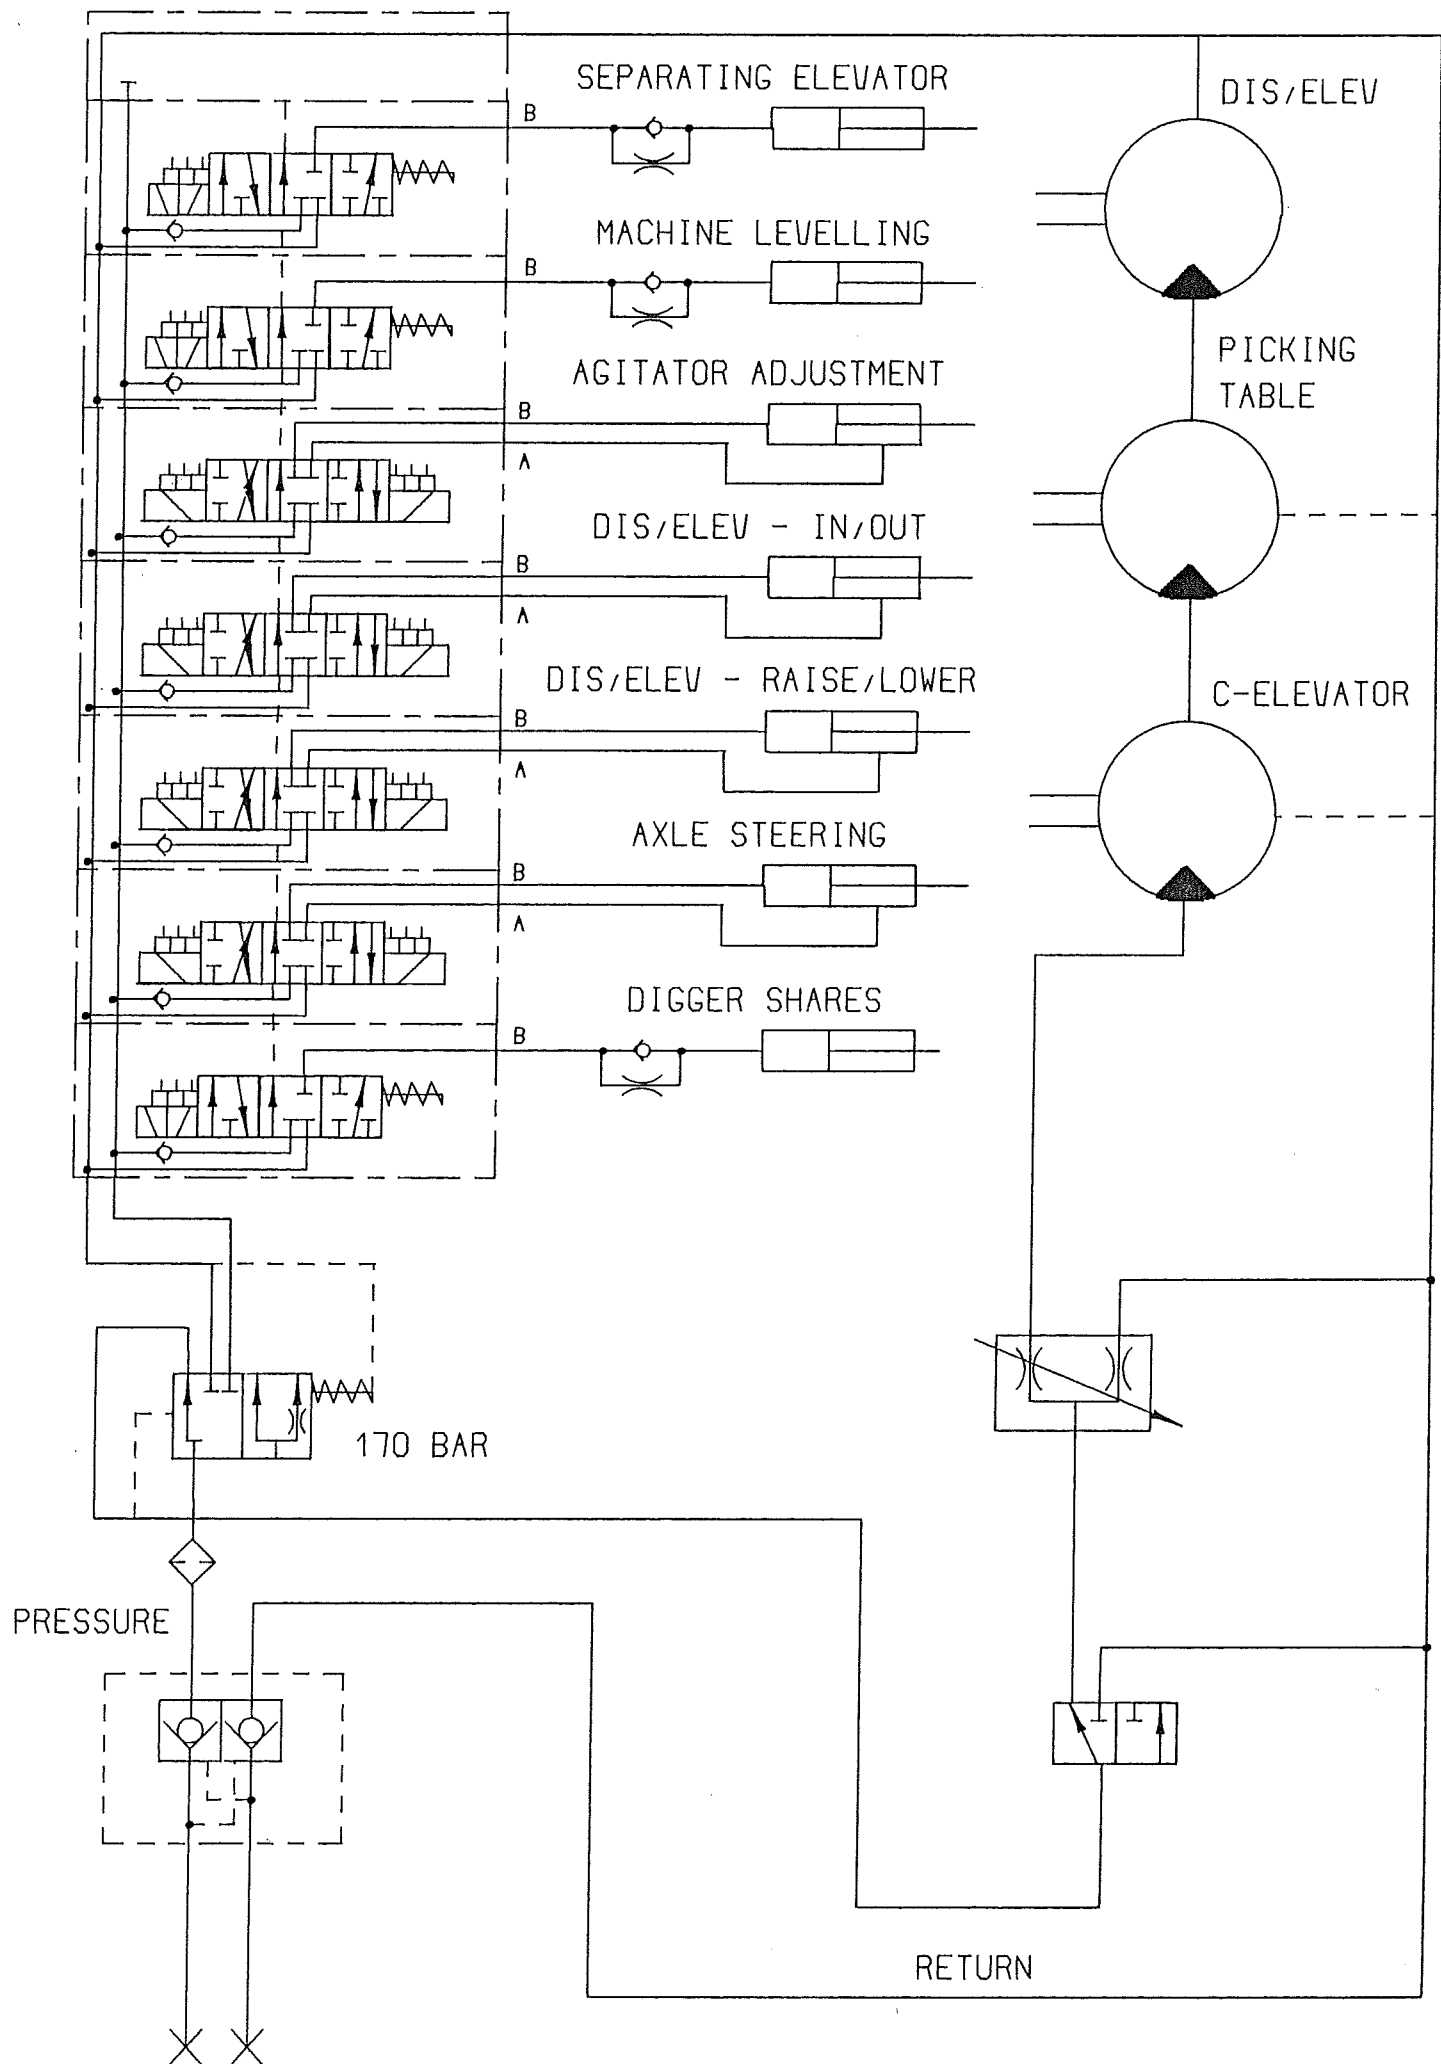 SEPARATING ELEVATOR
DIS/ELEV
B
MACHINE LEVELLING
B
PICKING
TABLE
AGITATOR ADJUSTMENT
B
A
DIS/ELEV - IN/OUT
B
A
DIS/ELEV - RAISE/LOWER
C-ELEVATOR
B
A
AXLE STEERING
B
A
DIGGER SHARES
B
170 BAR
PRESSURE
RETURN